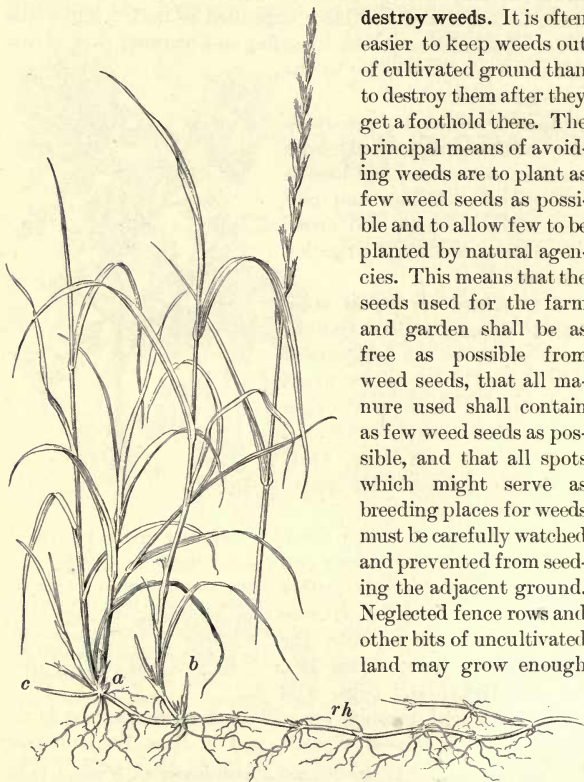 destroy weeds. It is often
easier to keep weeds out
of cultivated ground than
to destroy them after they
get a foothold there. The
principal means of avoid-
ing weeds are to plant as
few weed seeds as possi-
ble and to allow few to be
planted by natural agen-
cies. This means that the
seeds used for the farm
and garden shall be as
free as possible from
weed seeds, that all ma-
nure used shall contain
as few weed seeds as pos-
sible, and that all spots
which might serve as
breeding places for weeds
must be carefully watched
and prevented from seed-
ing the adjacent ground.
Neglected fence rows and
other bits of uncultivated
land may grow enough
c a b
rh